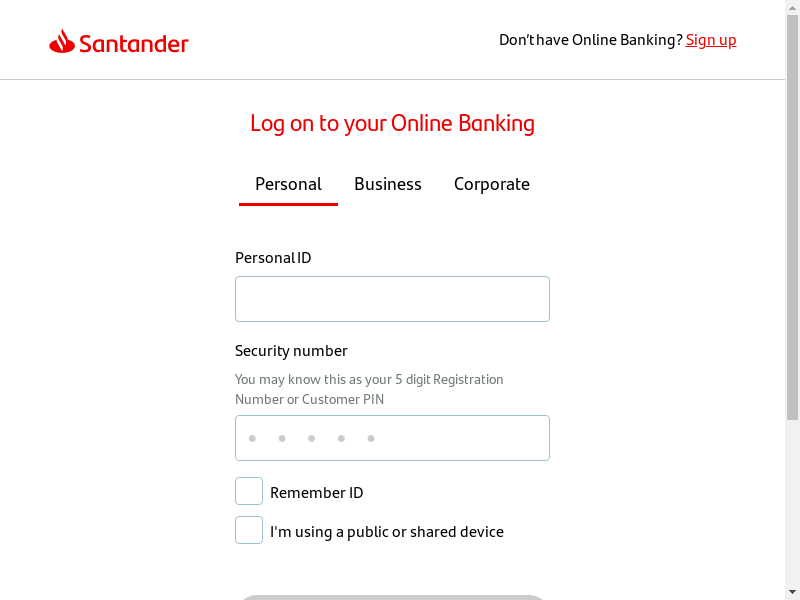 Santander
Don't have Online Banking? Sign up
Log on to your Online Banking
Personal
Business
Corporate
Personal ID
Security number
You may know this as your 5 digit Registration
Number or Customer PIN
Remember ID
I'm using a public or shared device